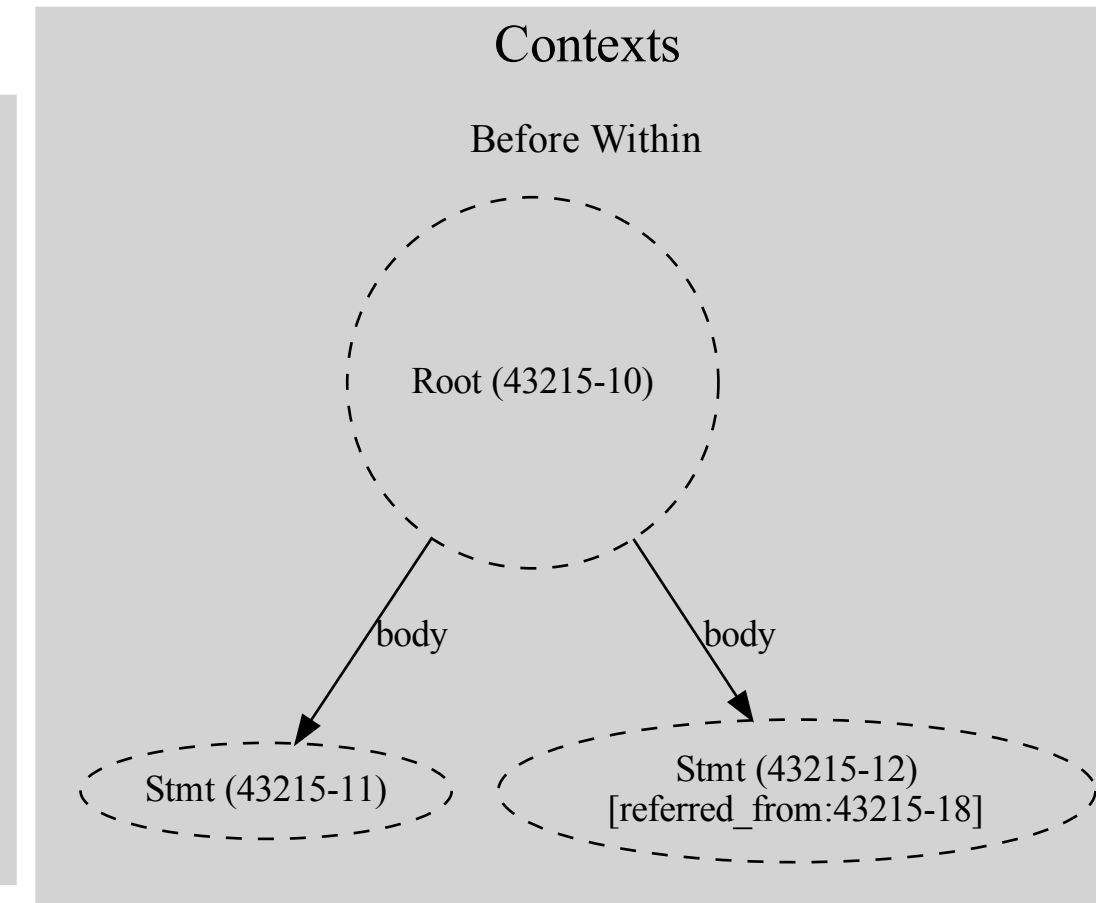 Contexts
Before Within
Root (43215-10)
body
body
Stmt (43215-11)
Stmt (43215-12)
[referred_from:43215-18]